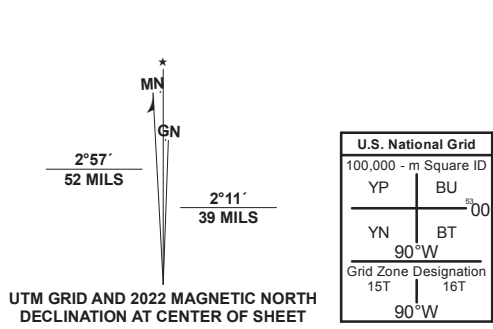 ★
MN
GN
2°57´
52 MILS
2°11´
39 MILS
UTM GRID AND 2022 MAGNETIC NORTH
DECLINATION AT CENTER OF SHEET
U.S. National Grid
100,000 - m Square ID
YP BU
5300
YN BT
90°W
Grid Zone Designation
15T 16T
90°W